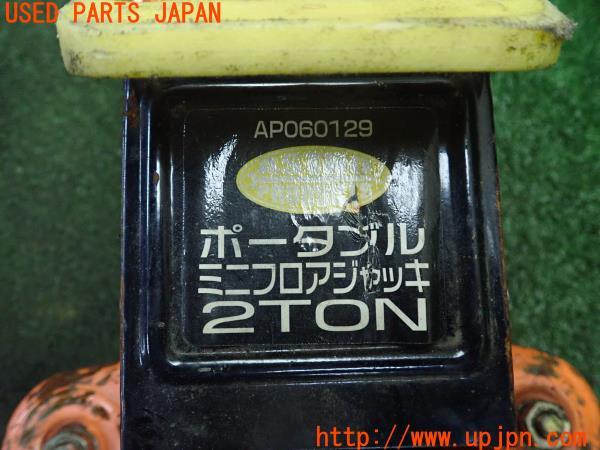 USED PARTS JAPAN
AP060129
ポータブル
ミニフロアジャッキ
2TON
http://www.upjpn.com/